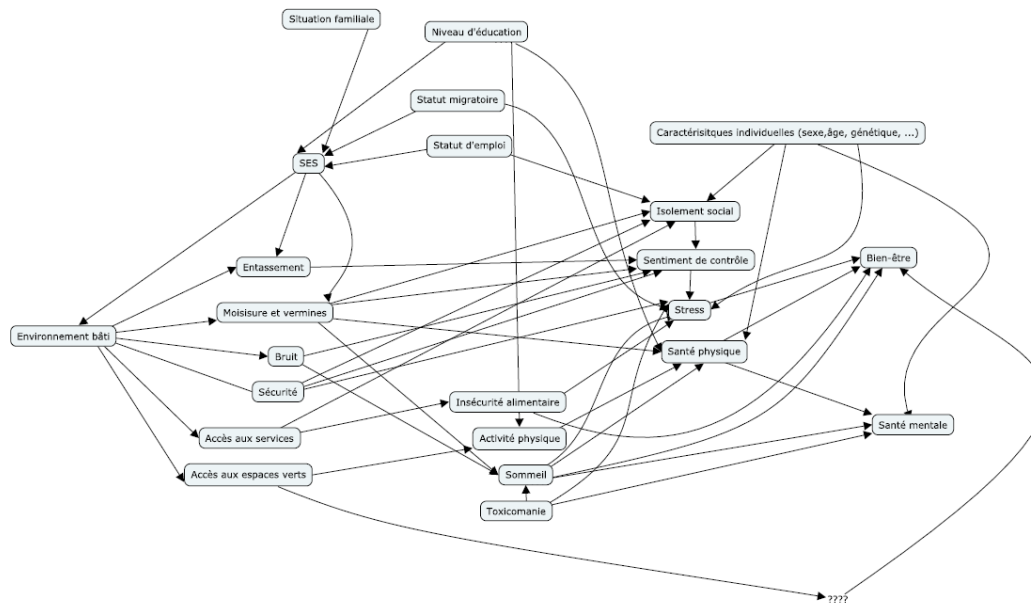 Situation familiale
Niveau d'éducation
Statut migratoire
Caractérisitques individuelles (sexe,âge, génétique, ...)
Statut d'emploi
SES
Isolement social
Sentiment de contrôle
Bien-être
Entassement
Moisisure et vermines
Stress
Environnement bâti
Santé physique
Bruit
Sécurité
Insécurité alimentaire
Santé mentale
Accès aux services
Activité physique
Accès aux espaces verts
Sommeil
Toxicomanie
????